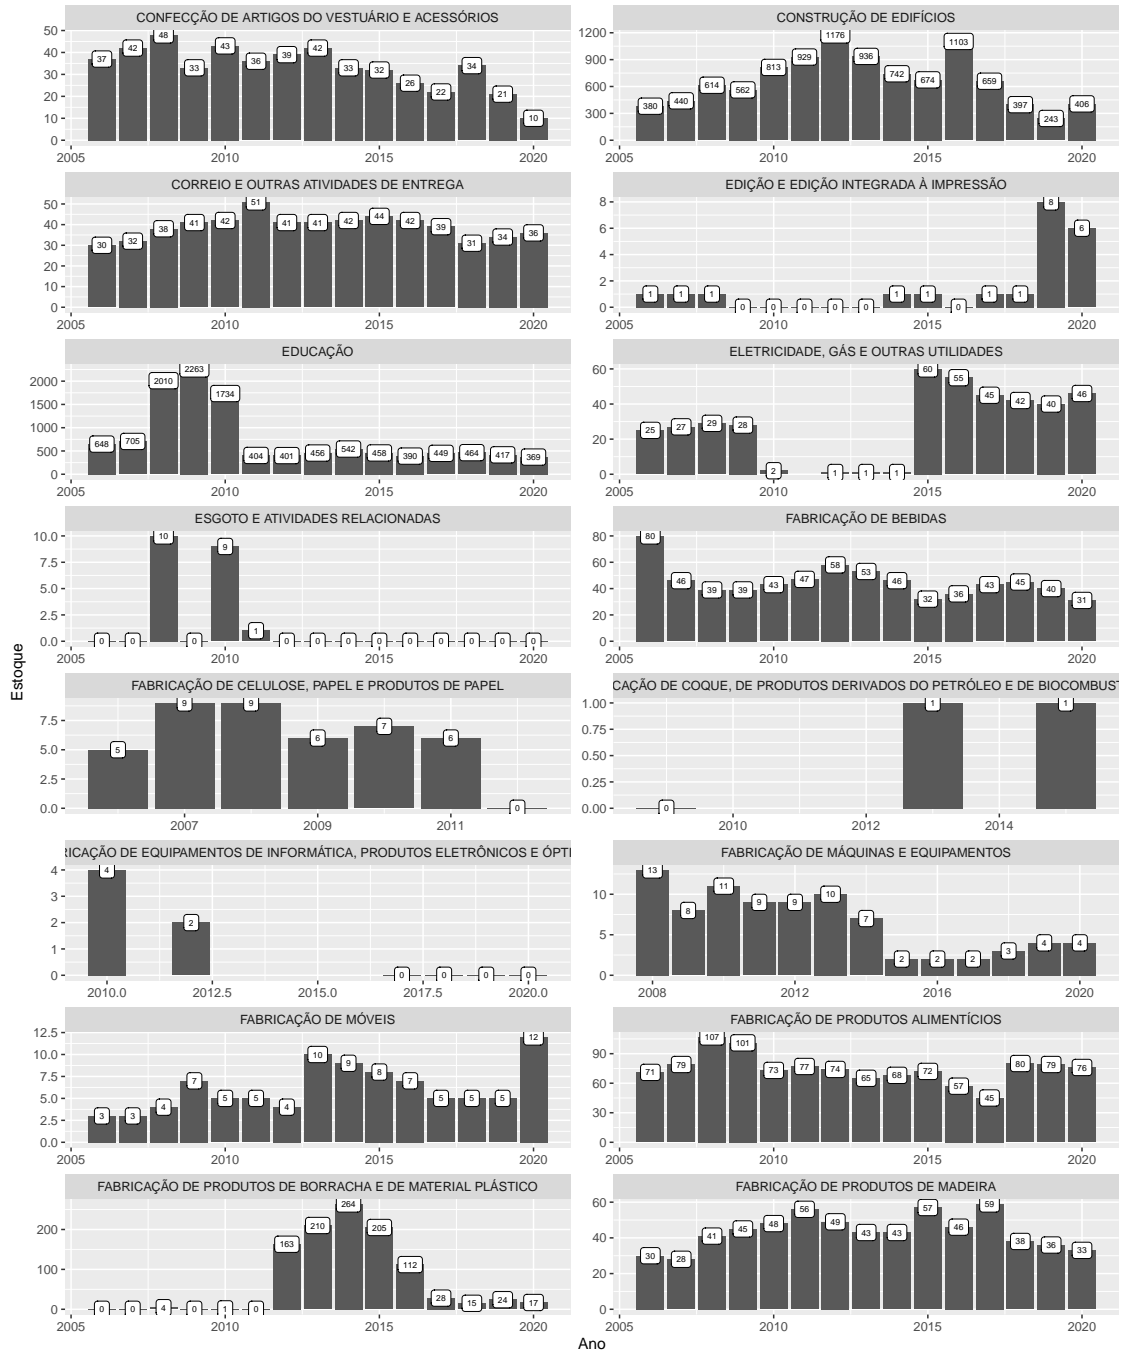 CONFECÇÃO DE ARTIGOS DO VESTUÁRIO E ACESSÓRIOS
50
40
30
20
10
0
37 42 48 33 43 36 39 42 33 32 26 22 34 21 10
2005 2010 2015 2020
CONSTRUÇÃO DE EDIFÍCIOS
1200
900
600
300
0
380 440 614 562 813 929 1176 936 742 674 1103 659 397 243 406
2005 2010 2015 2020
CORREIO E OUTRAS ATIVIDADES DE ENTREGA
50
40
30
20
10
0
30 32 38 41 42 51 41 41 42 44 42 39 31 34 36
2005 2010 2015 2020
EDIÇÃO E EDIÇÃO INTEGRADA À IMPRESSÃO
8
6
4
2
0
1 1 1 0 0 0 0 0 1 1 0 1 1 8 6
2005 2010 2015 2020
EDUCAÇÃO
2000
1500
1000
500
0
648 705 2010 2263 1734 404 401 456 542 458 390 449 464 417 369
2005 2010 2015 2020
ELETRICIDADE, GÁS E OUTRAS UTILIDADES
60
40
20
0
25 27 29 28 2 1 1 1 60 55 45 42 40 46
2005 2010 2015 2020
ESGOTO E ATIVIDADES RELACIONADAS
10.0
7.5
5.0
2.5
0.0
0 0 10 0 9 1 0 0 0 0 0 0 0 0 0
2005 2010 2015 2020
FABRICAÇÃO DE BEBIDAS
80
60
40
20
0
80 46 39 39 43 47 58 53 46 32 36 43 45 40 31
2005 2010 2015 2020
Estoque
FABRICAÇÃO DE CELULOSE, PAPEL E PRODUTOS DE PAPEL
7.5
5.0
2.5
0.0
5 9 9 6 7 6 0
2007 2009 2011
CAÇÃO DE COQUE, DE PRODUTOS DERIVADOS DO PETRÓLEO E DE BIOCOMBUST
1.00
0.75
0.50
0.25
0.00
0 1 1
2010 2012 2014
RICAÇÃO DE EQUIPAMENTOS DE INFORMÁTICA, PRODUTOS ELETRÔNICOS E ÓPTI
4
3
2
1
0
4 2 0 0 0 0
2010.0 2012.5 2015.0 2017.5 2020.0
FABRICAÇÃO DE MÁQUINAS E EQUIPAMENTOS
10
5
0
13 8 11 9 9 10 7 2 2 2 3 4 4
2008 2012 2016 2020
FABRICAÇÃO DE MÓVEIS
12.5
10.0
7.5
5.0
2.5
0.0
3 3 4 7 5 5 4 10 9 8 7 5 5 5 12
2005 2010 2015 2020
FABRICAÇÃO DE PRODUTOS ALIMENTÍCIOS
90
60
30
0
71 79 107 101 73 77 74 65 68 72 57 45 80 79 76
2005 2010 2015 2020
FABRICAÇÃO DE PRODUTOS DE BORRACHA E DE MATERIAL PLÁSTICO
200
100
0
0 0 4 0 1 0 163 210 264 205 112 28 15 24 17
2005 2010 2015 2020
FABRICAÇÃO DE PRODUTOS DE MADEIRA
60
40
20
0
30 28 41 45 48 56 49 43 43 57 46 59 38 36 33
2005 2010 2015 2020
Ano